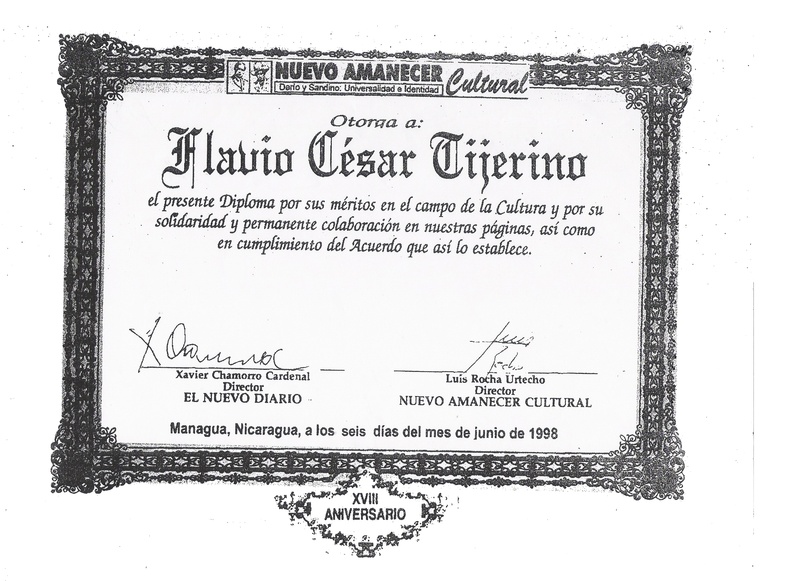 NUEVO AMANECER Cultural
Darío y Sandino: Universalidad e Identidad
Otorga a:
Flavio César Tijerino
el presente Diploma por sus méritos en el campo de la Cultura y por su
solidaridad y permanente colaboración en nuestras páginas, así como
en cumplimiento del Acuerdo que así lo establece.
Xavier Chamorro Cardenal
Director
EL NUEVO DIARIO
Luis Rocha Urtecho
Director
NUEVO AMANECER CULTURAL
Managua, Nicaragua, a los seis días del mes de junio de 1998
XVIII
ANIVERSARIO